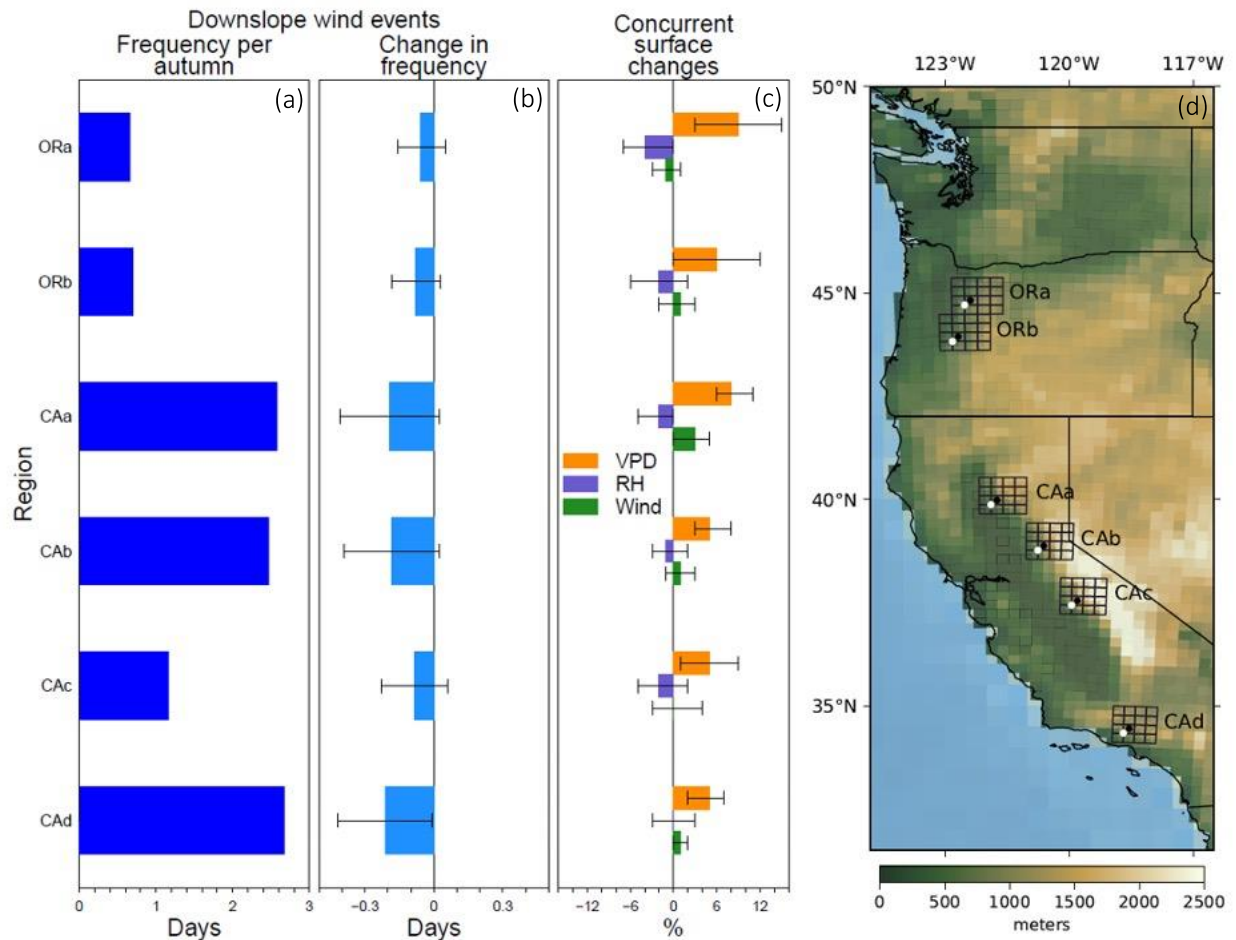 Downslope wind events
Frequency per
autumn
Change in
frequency
Concurrent
surface
changes
(a)
(b)
(c)
(d)
Region
ORa
ORb
CAa
CAb
CAc
CAd
0 1 2 3
Days
−0.3 0 0.3
Days
−12 −6 0 6 12
%
VPD
RH
Wind
123°W 120°W 117°W
50°N
45°N
40°N
35°N
ORa
ORb
CAa
CAb
CAc
CAd
0 500 1000 1500 2000 2500
meters